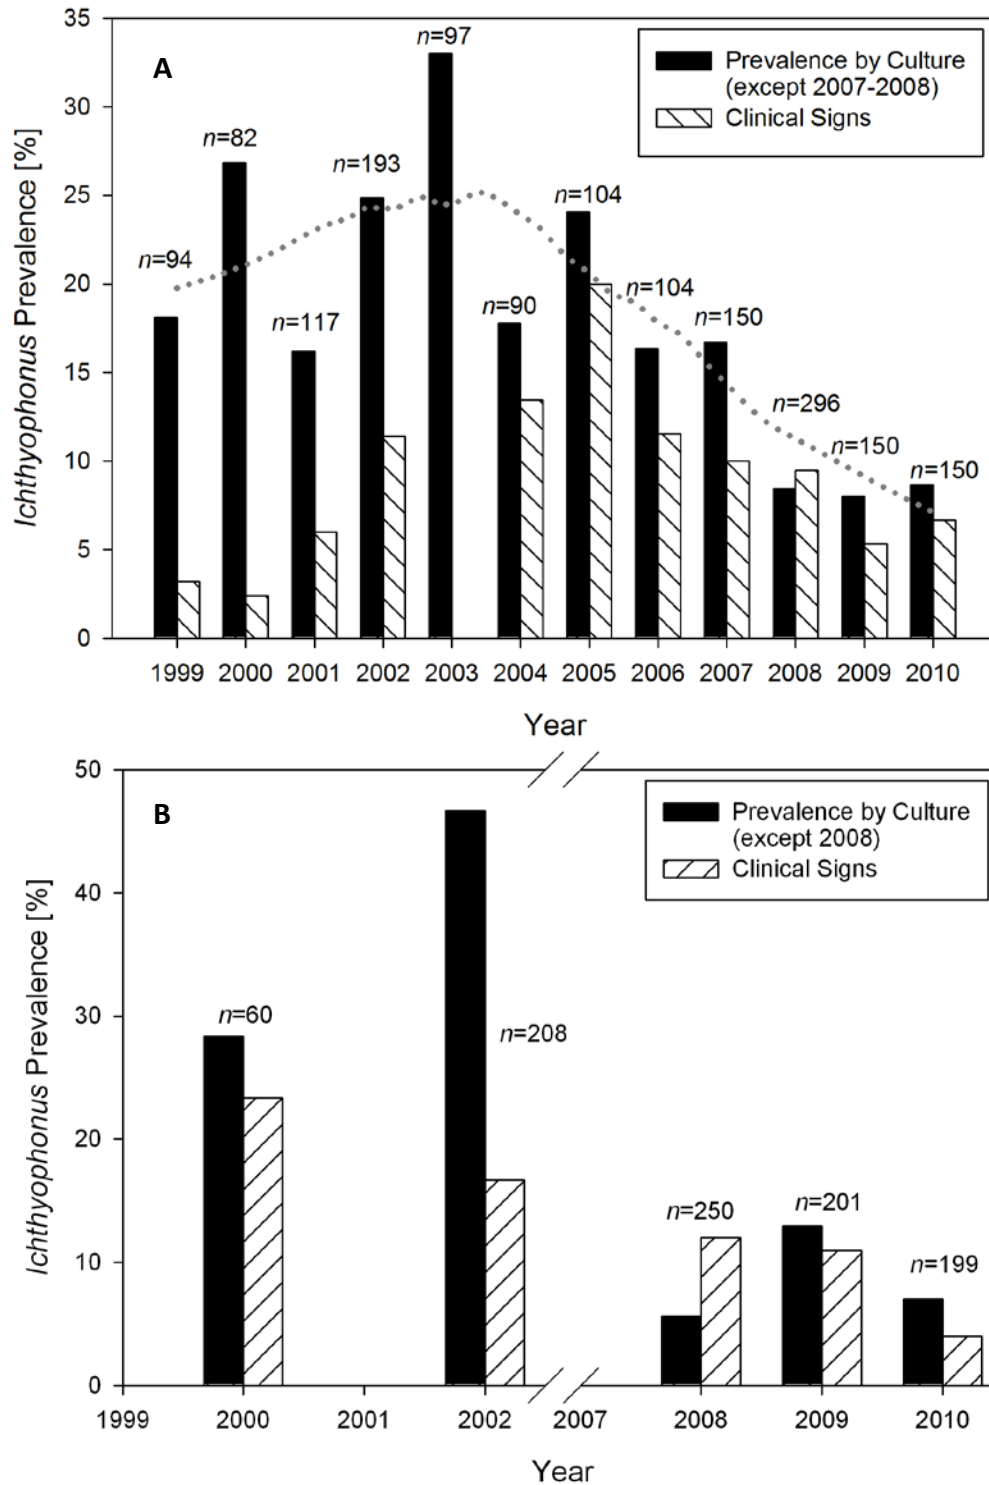 35
30
25
20
15
10
5
0
Ichthyophonus Prevalence [%]
A
Prevalence by Culture
(except 2007-2008)
Clinical Signs
n=94
n=82
n=117
n=193
n=97
n=90
n=104
n=104
n=150
n=296
n=150
n=150
1999 2000 2001 2002 2003 2004 2005 2006 2007 2008 2009 2010
Year
50
40
30
20
10
0
Ichthyophonus Prevalence [%]
B
Prevalence by Culture
(except 2008)
Clinical Signs
n=60
n=208
n=250
n=201
n=199
1999 2000 2001 2002 2007 2008 2009 2010
Year